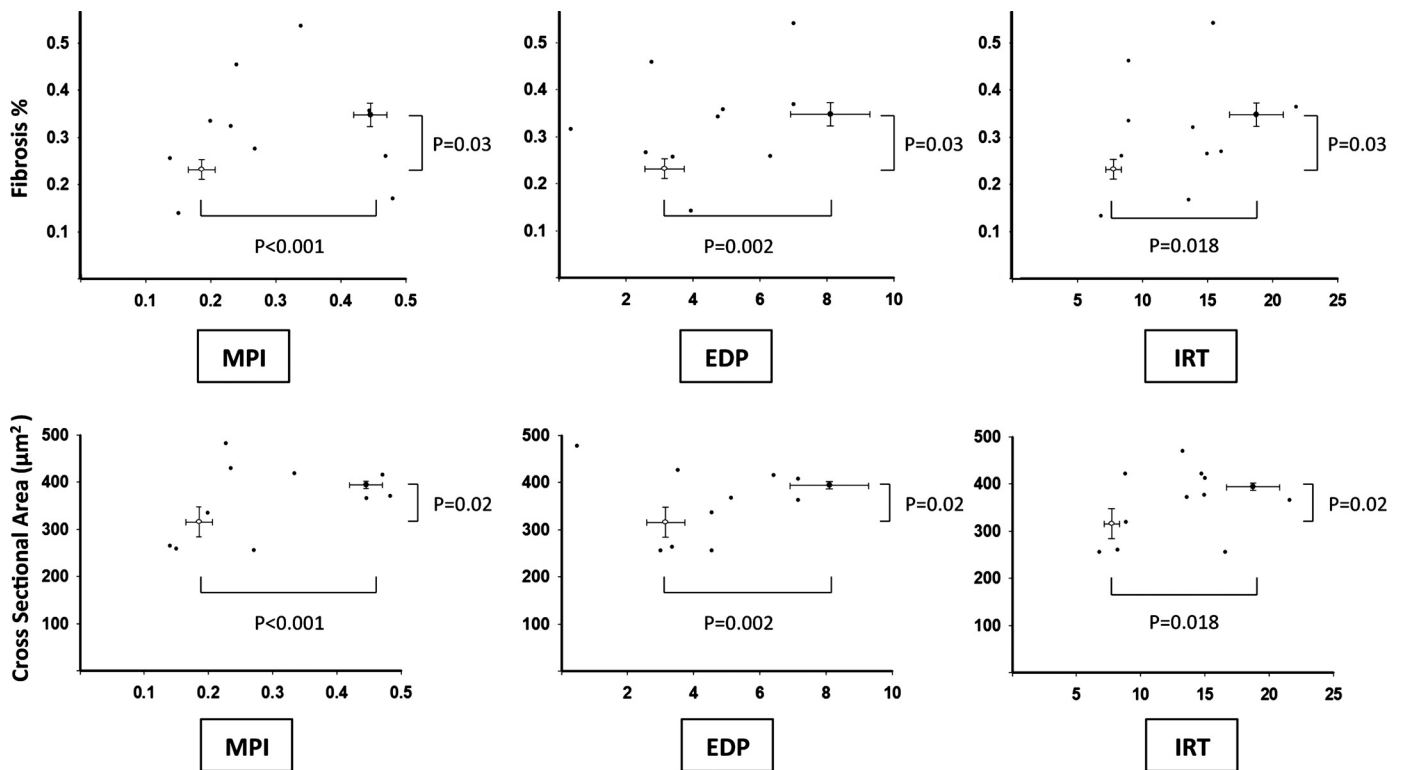 Fibrosis %
0.5
0.4
0.3
0.2
0.1
P=0.03
P<0.001
0.1 0.2 0.3 0.4 0.5
MPI
0.5
0.4
0.3
0.2
0.1
P=0.03
P=0.002
2 4 6 8 10
EDP
0.5
0.4
0.3
0.2
0.1
P=0.03
P=0.018
5 10 15 20 25
IRT
Cross Sectional Area (µm²)
500
400
300
200
100
P=0.02
P<0.001
0.1 0.2 0.3 0.4 0.5
MPI
500
400
300
200
100
P=0.02
P=0.002
2 4 6 8 10
EDP
500
400
300
200
100
P=0.02
P=0.018
5 10 15 20 25
IRT